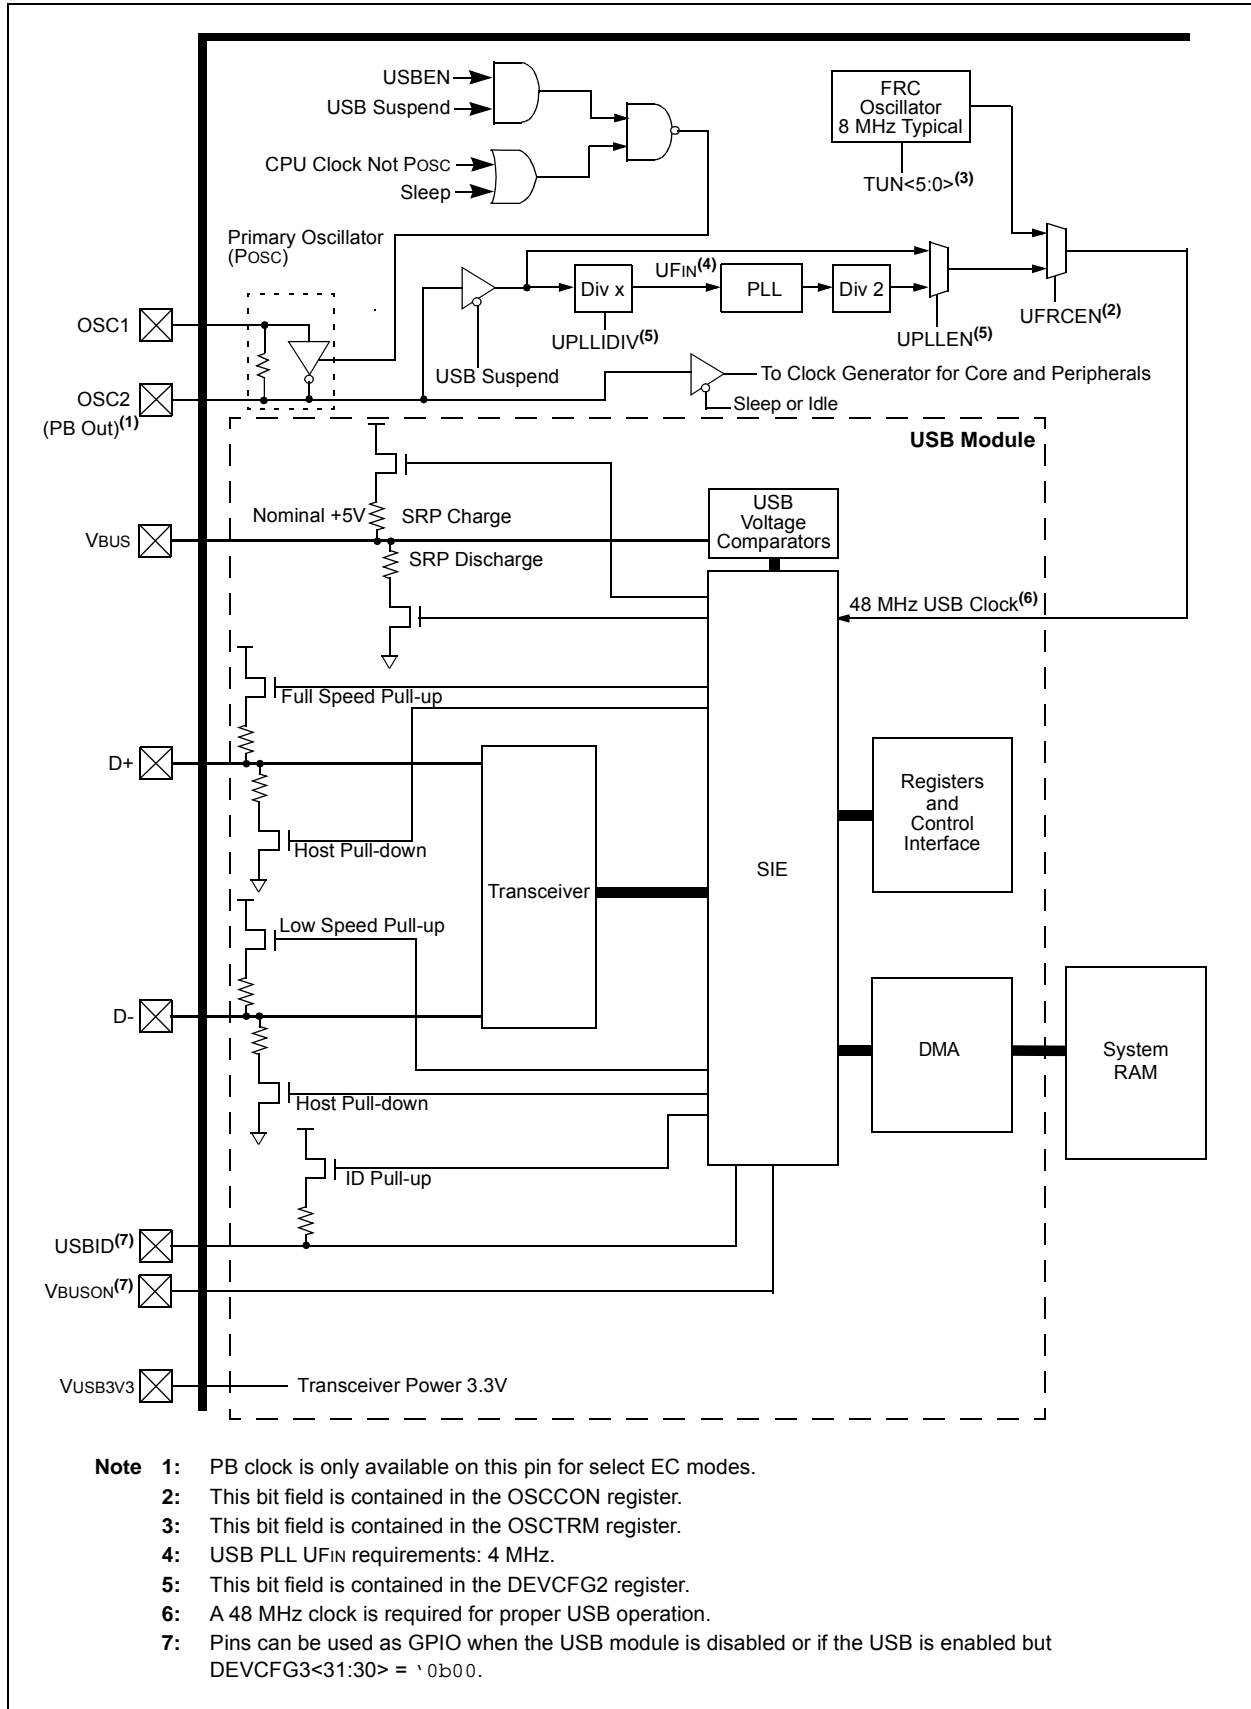 USBEN
USB Suspend
CPU Clock Not POSC
Sleep
FRC
Oscillator
8 MHz Typical
TUN<5:0>(3)
Primary Oscillator
(POSC)
UFIN(4)
Div x
PLL
Div 2
UFRCEN(2)
OSC1
UPLLIDIV(5)
UPLLEN(5)
USB Suspend
To Clock Generator for Core and Peripherals
OSC2
(PB Out)(1)
Sleep or Idle
USB Module
USB
Voltage
Comparators
Nominal +5V
SRP Charge
VBUS
SRP Discharge
48 MHz USB Clock(6)
Full Speed Pull-up
D+
Registers
and
Control
Interface
Host Pull-down
SIE
Transceiver
Low Speed Pull-up
D-
DMA
System
RAM
Host Pull-down
ID Pull-up
USBID(7)
VBUSON(7)
VUSB3V3
Transceiver Power 3.3V
Note 1: PB clock is only available on this pin for select EC modes.
2: This bit field is contained in the OSCCON register.
3: This bit field is contained in the OSCTRM register.
4: USB PLL UFIN requirements: 4 MHz.
5: This bit field is contained in the DEVCFG2 register.
6: A 48 MHz clock is required for proper USB operation.
7: Pins can be used as GPIO when the USB module is disabled or if the USB is enabled but
DEVCFG3<31:30> = ‘0b00.